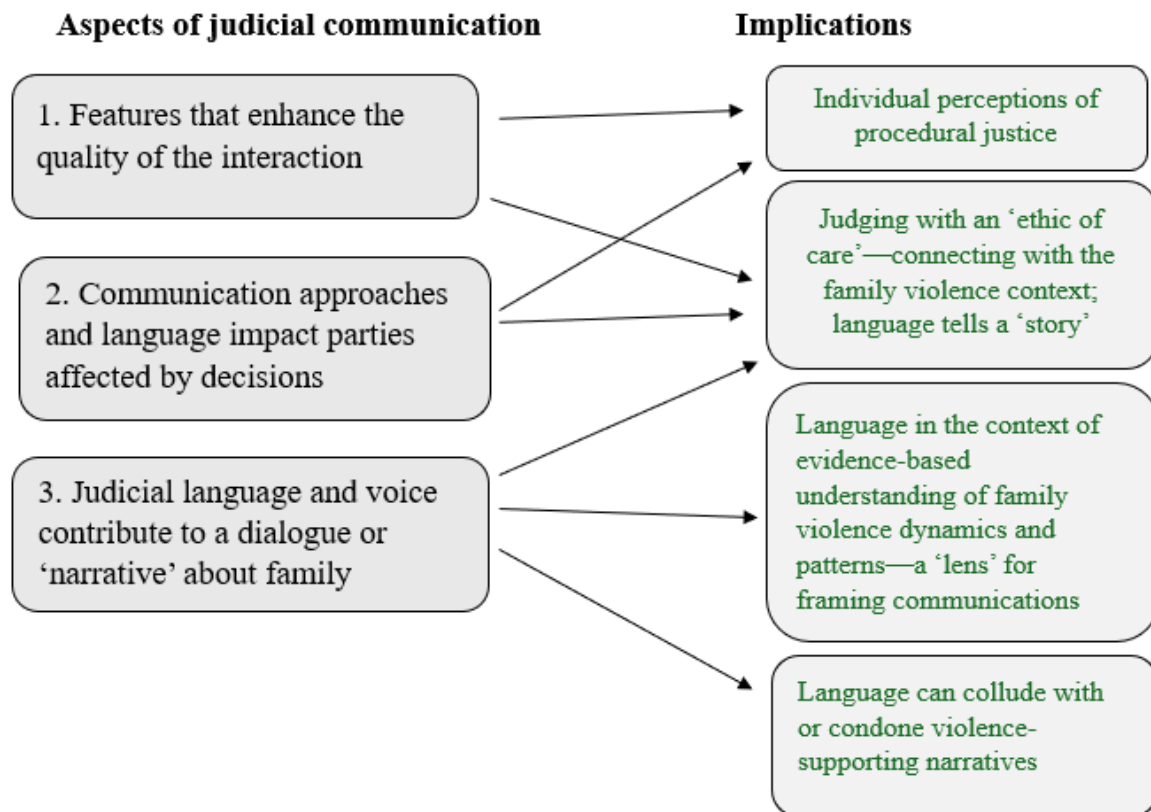 Aspects of judicial communication
Implications
1. Features that enhance the
quality of the interaction
2. Communication approaches
and language impact parties
affected by decisions
3. Judicial language and voice
contribute to a dialogue or
‘narrative’ about family
Individual perceptions of
procedural justice
Judging with an ‘ethic of
care’—connecting with the
family violence context;
language tells a ‘story’
Language in the context of
evidence-based
understanding of family
violence dynamics and
patterns—a ‘lens’ for
framing communications
Language can collude with
or condone violence-
supporting narratives